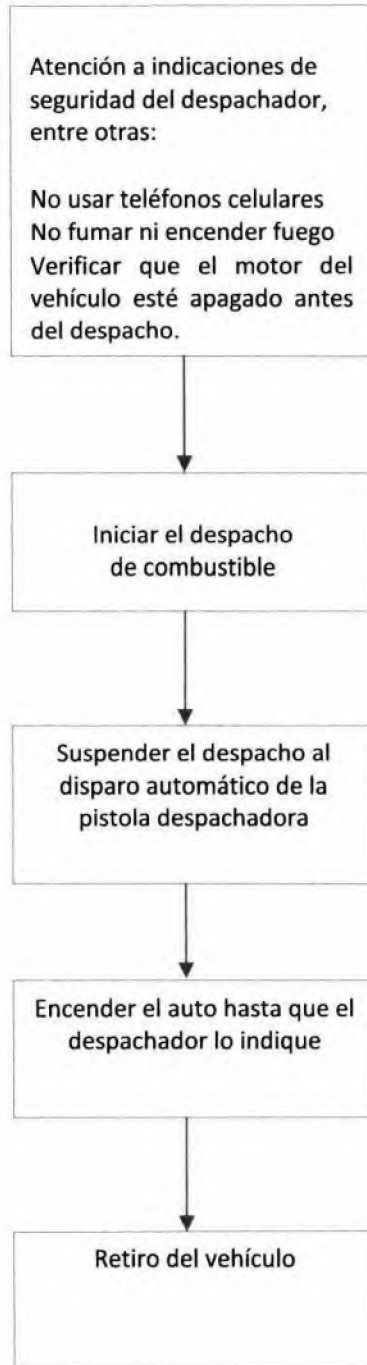 Atención a indicaciones de
seguridad del despachador,
entre otras:
No usar teléfonos celulares
No fumar ni encender fuego
Verificar que el motor del
vehículo esté apagado antes
del despacho.
Iniciar el despacho
de combustible
Suspender el despacho al
disparo automático de la
pistola despachadora
Encender el auto hasta que el
despachador lo indique
Retiro del vehículo